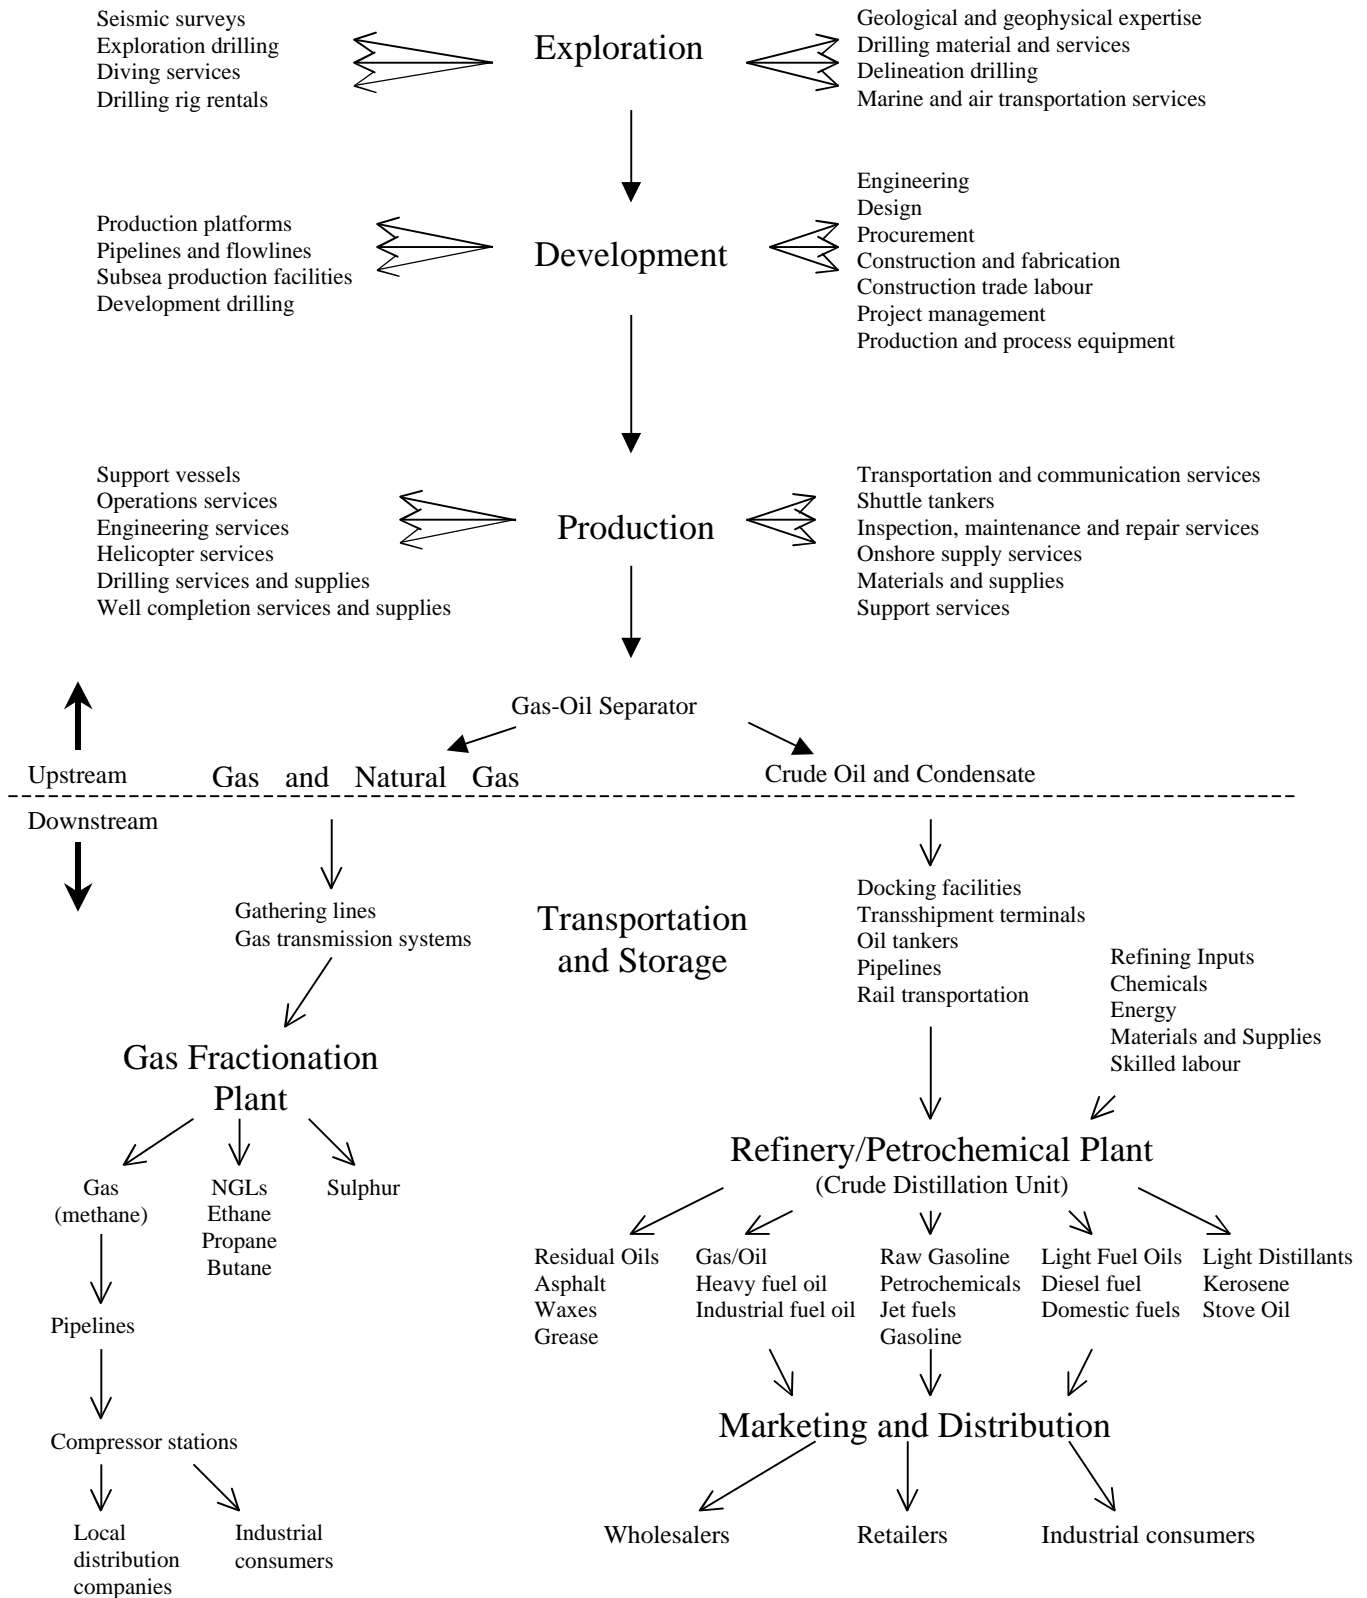 Seismic surveys
Exploration drilling
Diving services
Drilling rig rentals
Exploration
Geological and geophysical expertise
Drilling material and services
Delineation drilling
Marine and air transportation services
Production platforms
Pipelines and flowlines
Subsea production facilities
Development drilling
Development
Engineering
Design
Procurement
Construction and fabrication
Construction trade labour
Project management
Production and process equipment
Support vessels
Operations services
Engineering services
Helicopter services
Drilling services and supplies
Well completion services and supplies
Production
Transportation and communication services
Shuttle tankers
Inspection, maintenance and repair services
Onshore supply services
Materials and supplies
Support services
Gas-Oil Separator
Upstream
Gas and Natural Gas
Crude Oil and Condensate
Downstream
Gathering lines
Gas transmission systems
Transportation
and Storage
Docking facilities
Transshipment terminals
Oil tankers
Pipelines
Rail transportation
Refining Inputs
Chemicals
Energy
Materials and Supplies
Skilled labour
Gas Fractionation
Plant
Gas
(methane)
NGLs
Ethane
Propane
Butane
Sulphur
Pipelines
Compressor stations
Local
distribution
companies
Industrial
consumers
Refinery/Petrochemical Plant
(Crude Distillation Unit)
Residual Oils
Asphalt
Waxes
Grease
Gas/Oil
Heavy fuel oil
Industrial fuel oil
Raw Gasoline
Petrochemicals
Jet fuels
Gasoline
Light Fuel Oils
Diesel fuel
Domestic fuels
Light Distillants
Kerosene
Stove Oil
Marketing and Distribution
Wholesalers
Retailers
Industrial consumers